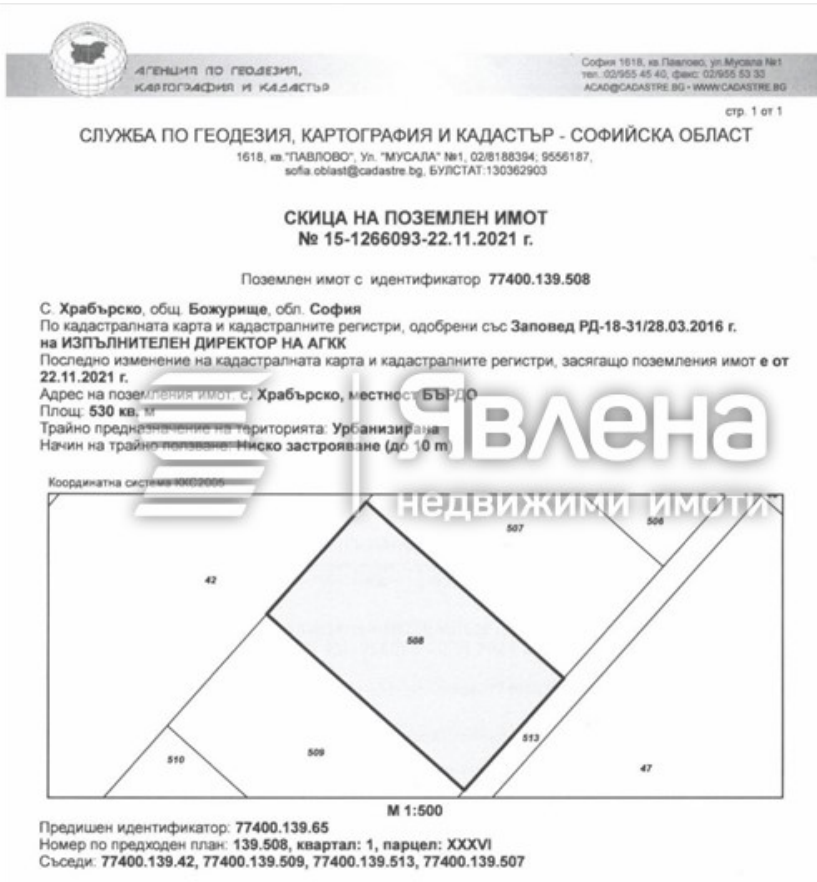 АГЕНЦИЯ ПО ГЕОДЕЗИЯ,
КАРТОГРАФИЯ И КАДАСТЪР
София 1618, кв.Павлово, ул.Мусала №1
тел.:02/955 45 40, факс: 02/955 53 33
ACAD@CADASTRE.BG • WWW.CADASTRE.BG
стр. 1 от 1
СЛУЖБА ПО ГЕОДЕЗИЯ, КАРТОГРАФИЯ И КАДАСТЪР - СОФИЙСКА ОБЛАСТ
1618, кв."ПАВЛОВО", Ул. "МУСАЛА" №1, 02/8188394; 9556187,
sofia.oblast@cadastre.bg, БУЛСТАТ:130362903
СКИЦА НА ПОЗЕМЛЕН ИМОТ
№ 15-1266093-22.11.2021 г.
Поземлен имот с идентификатор 77400.139.508
С. Храбърско, общ. Божурище, обл. София
По кадастралната карта и кадастралните регистри, одобрени със Заповед РД-18-31/28.03.2016 г.
на ИЗПЪЛНИТЕЛЕН ДИРЕКТОР НА АГКК
Последно изменение на кадастралната карта и кадастралните регистри, засягащо поземления имот е от
22.11.2021 г.
Адрес на поземления имот: с. Храбърско, местност БЪРДО
Площ: 530 кв. м
Трайно предназначение на територията: Урбанизирана
Начин на трайно ползване: Ниско застрояване (до 10 m)
Явлена
недвижими имоти
Координатна система ККС2005
507
506
42
508
513
509
510
47
М 1:500
Предишен идентификатор: 77400.139.65
Номер по предходен план: 139.508, квартал: 1, парцел: XXXVI
Съседи: 77400.139.42, 77400.139.509, 77400.139.513, 77400.139.507